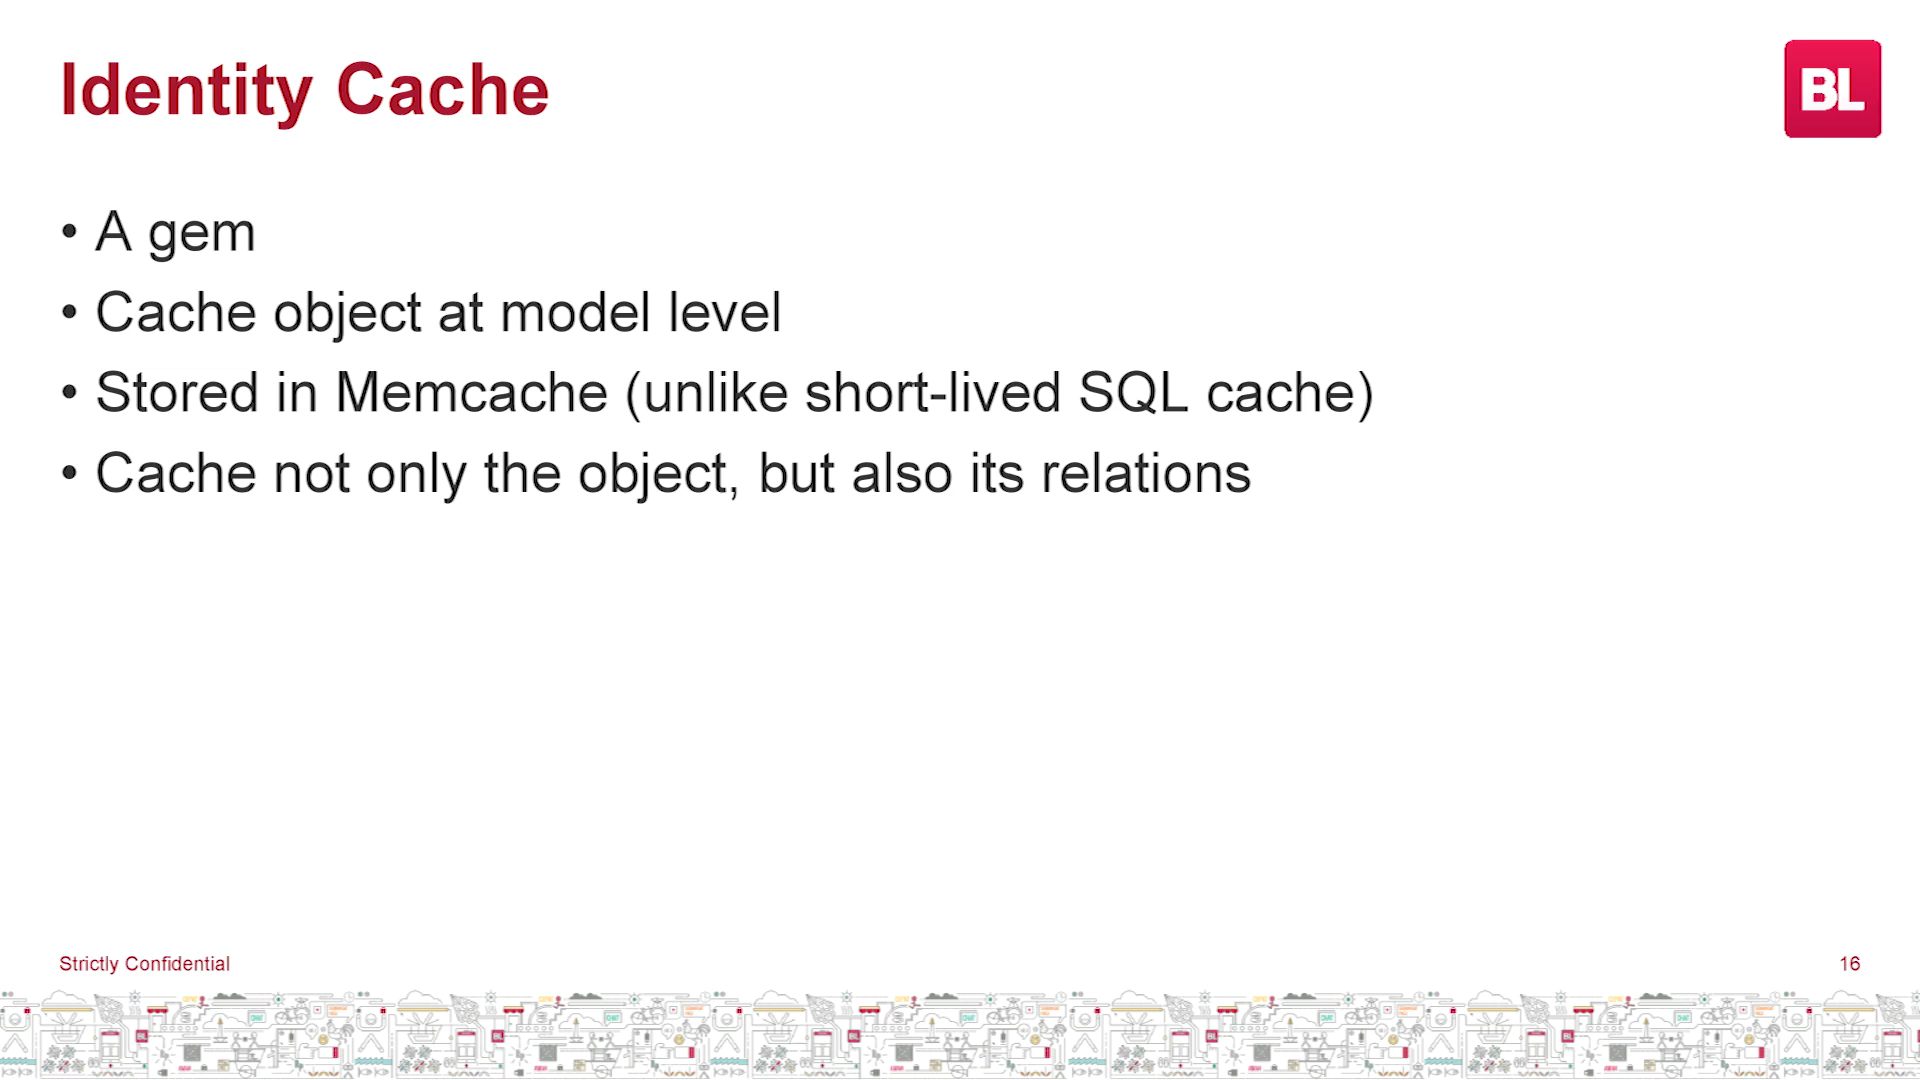 Identity Cache
BL
• A gem
• Cache object at model level
• Stored in Memcache (unlike short-lived SQL cache)
• Cache not only the object, but also its relations
Strictly Confidential
16